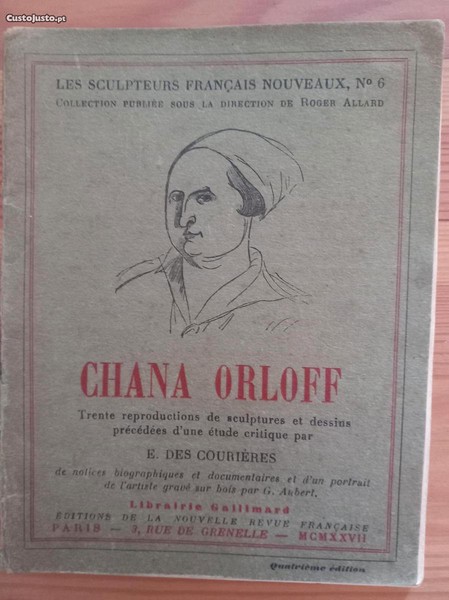 CustoJusto.pt
LES SCULPTEURS FRANÇAIS NOUVEAUX, Nº 6
COLLECTION PUBLIÉE SOUS LA DIRECTION DE ROGER ALLARD
CHANA ORLOFF
Trente reproductions de sculptures et dessins
précédées d'une étude critique par
E. DES COURIÈRES
de notices biographiques et documentaires et d'un portrait
de l'artiste gravé sur bois par G. Aubert.
Librairie Gallimard
ÉDITIONS DE LA NOUVELLE REVUE FRANÇAISE
PARIS — 3, RUE DE GRENELLE — MCMXXVII
Quatrième édition